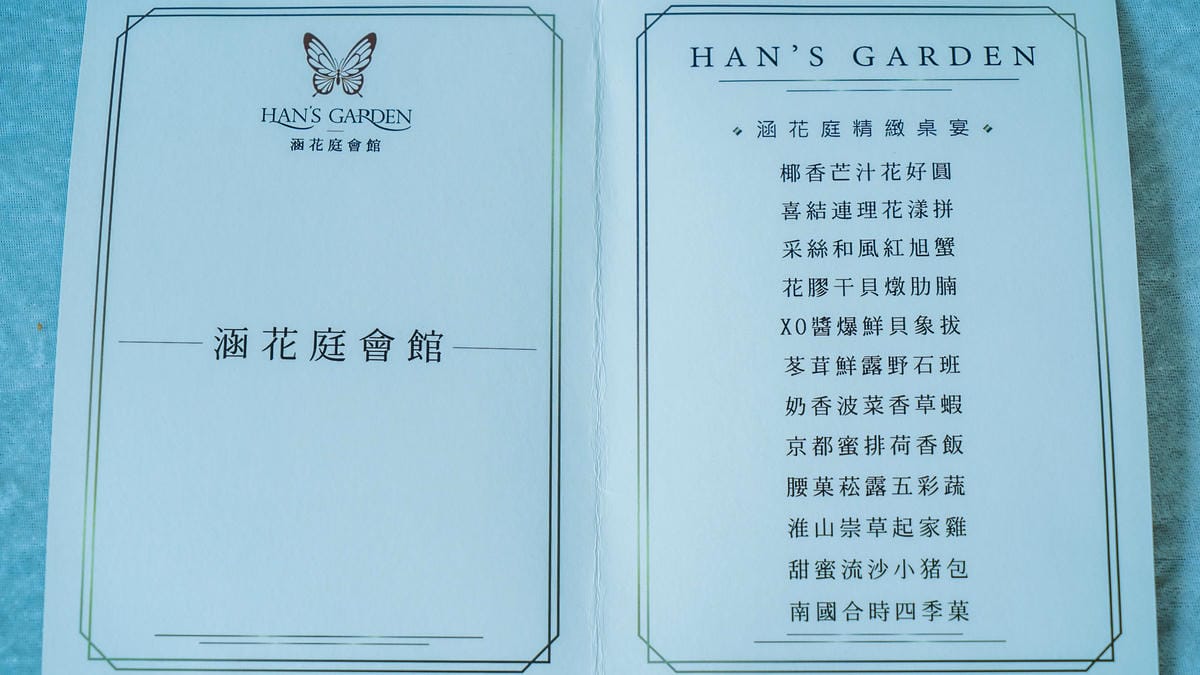 HAN'S GARDEN
涵花庭會館
涵花庭會館
HAN'S GARDEN
涵花庭精緻桌宴
椰香芒汁花好圓
喜結連理花漾拼
采絲和風紅旭蟹
花膠干貝燉肋腩
XO醬爆鮮貝象拔
苳茸鮮露野石班
奶香波菜香草蝦
京都蜜排荷香飯
腰菓菘露五彩蔬
淮山崇草起家雞
甜蜜流沙小猪包
南國合時四季菓